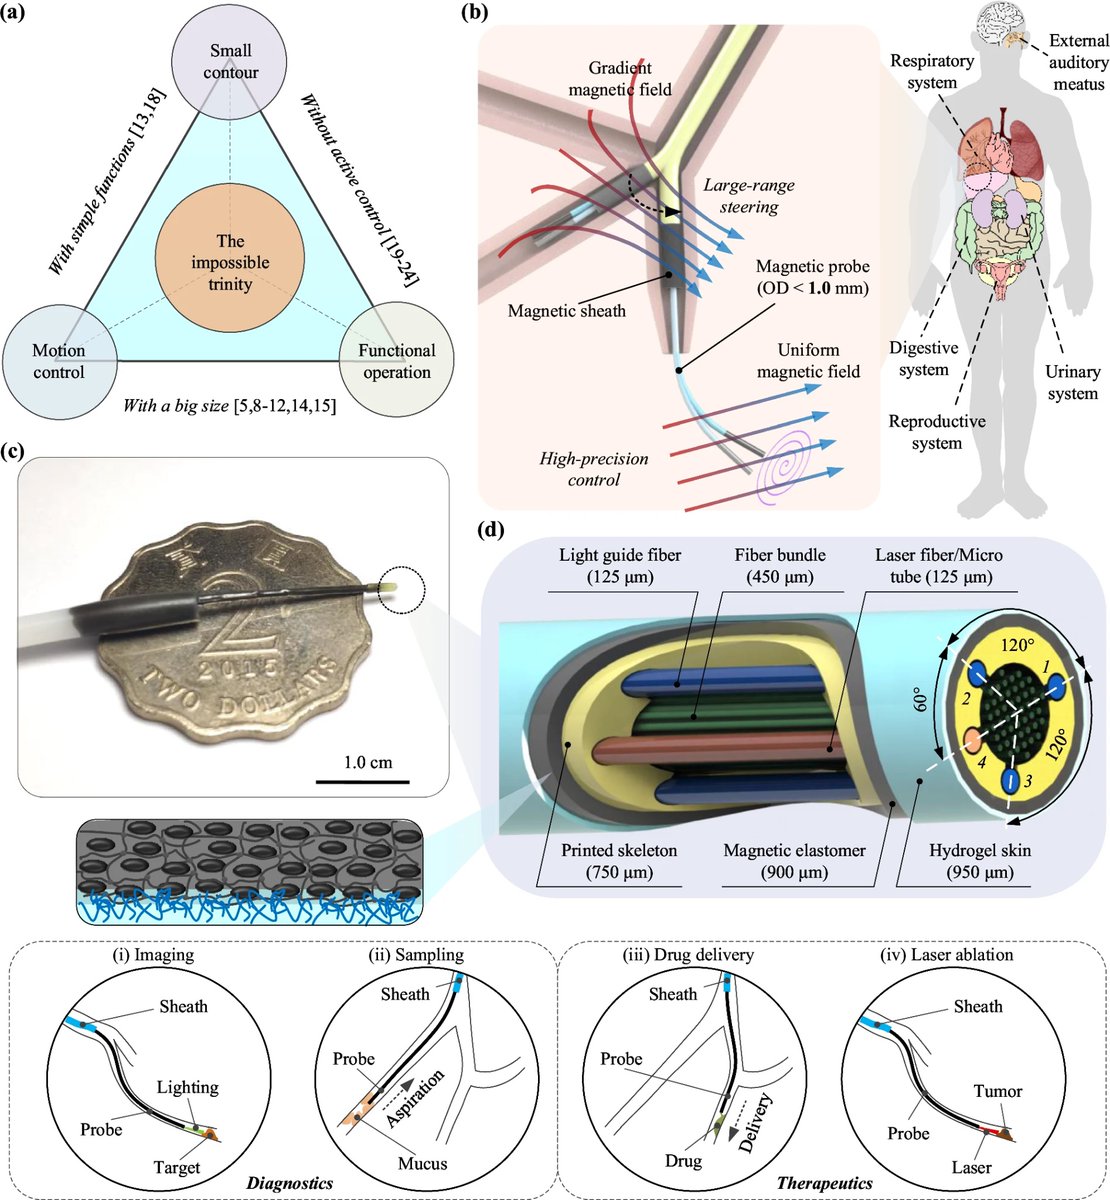 (a)
Small
contour
With simple functions [13,18]
Without active control [19-24]
The
impossible
trinity
Motion
control
Functional
operation
With a big size [5,8-12,14,15]
(b)
Gradient
magnetic field
Large-range
steering
Magnetic sheath
Magnetic probe
(OD < 1.0 mm)
Uniform
magnetic field
High-precision
control
Respiratory
system
External
auditory
meatus
Digestive
system
Urinary
system
Reproductive
system
(c)
2
2015
TWO DOLLARS
1.0 cm
(d)
Light guide fiber
(125 μm)
Fiber bundle
(450 μm)
Laser fiber/Micro
tube (125 μm)
120°
1
2
60°
120°
4
3
Printed skeleton
(750 μm)
Magnetic elastomer
(900 μm)
Hydrogel skin
(950 μm)
(i) Imaging
Sheath
Lighting
Probe
Target
(ii) Sampling
Sheath
Probe
Aspiration
Mucus
Diagnostics
(iii) Drug delivery
Sheath
Probe
Delivery
Drug
(iv) Laser ablation
Sheath
Tumor
Probe
Laser
Therapeutics